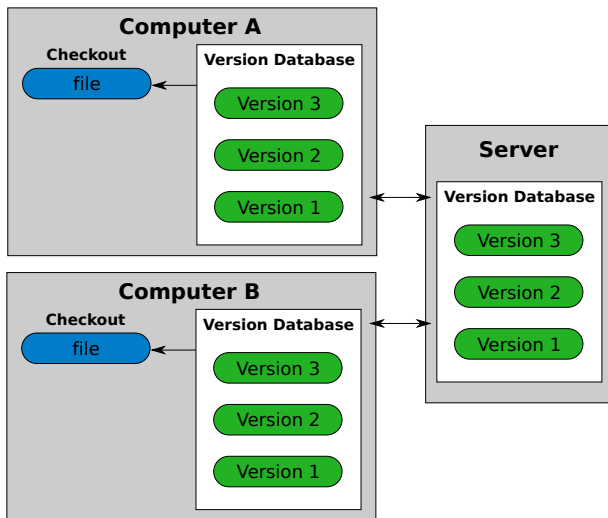 Computer A
Checkout
file
Version Database
Version 3
Version 2
Version 1
Server
Version Database
Version 3
Version 2
Version 1
Computer B
Checkout
file
Version Database
Version 3
Version 2
Version 1